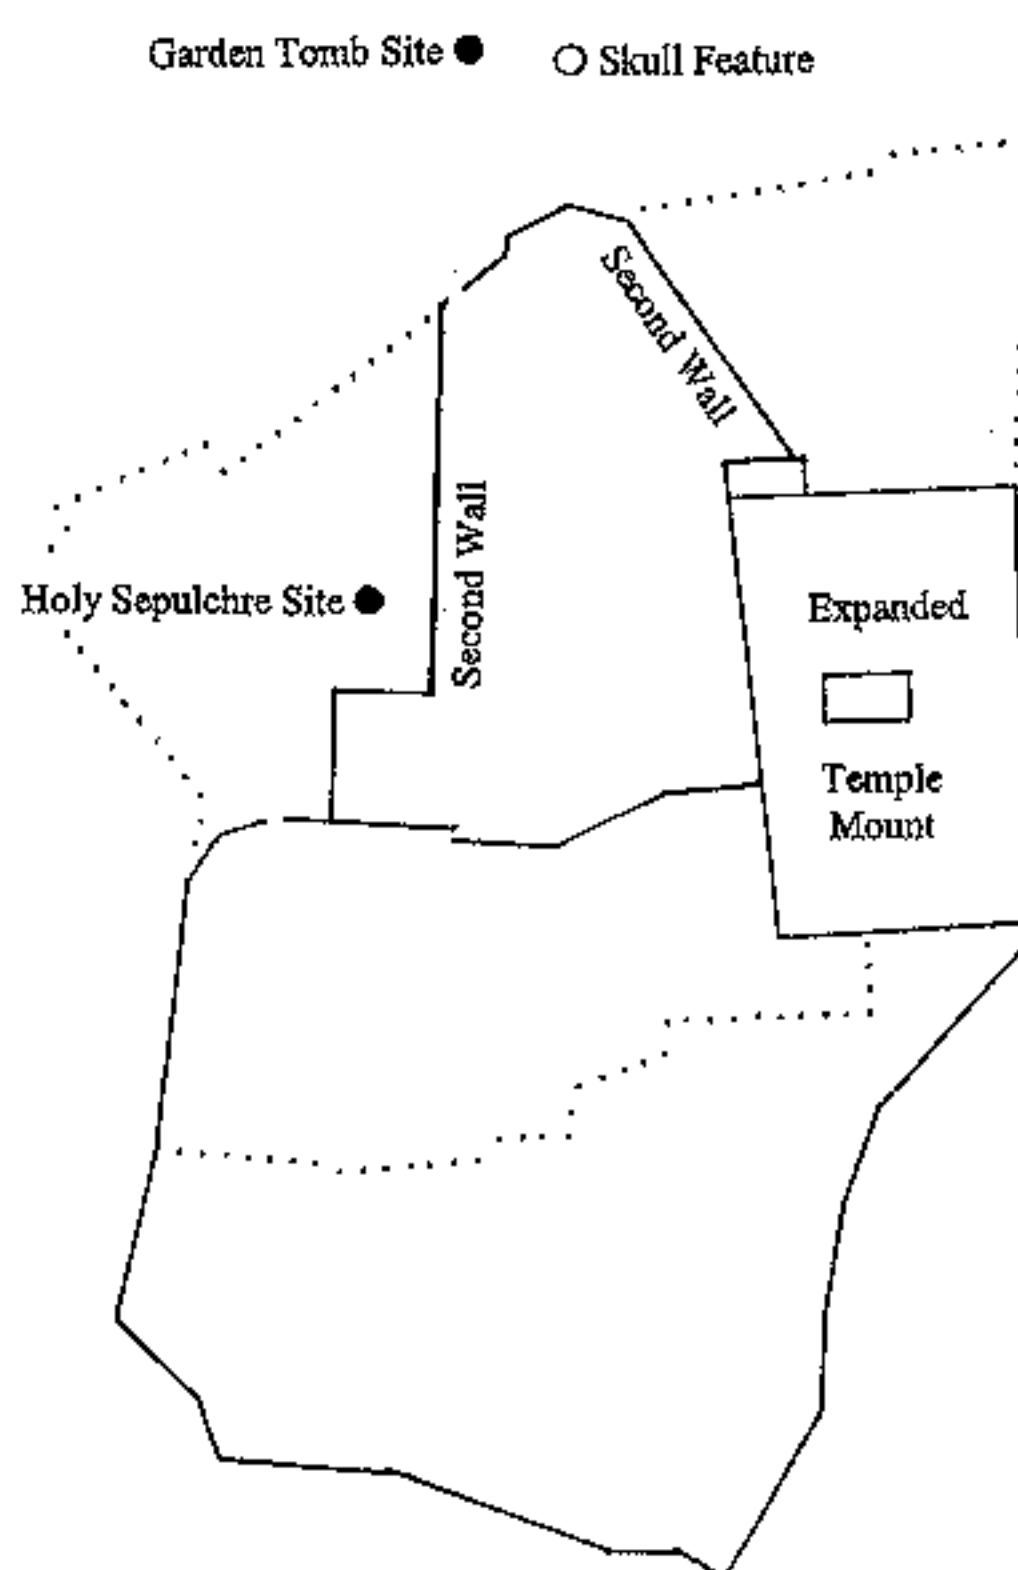 Garden Tomb Site
Skull Feature
Second Wall
Second Wall
Holy Sepulchre Site
Expanded
Temple
Mount